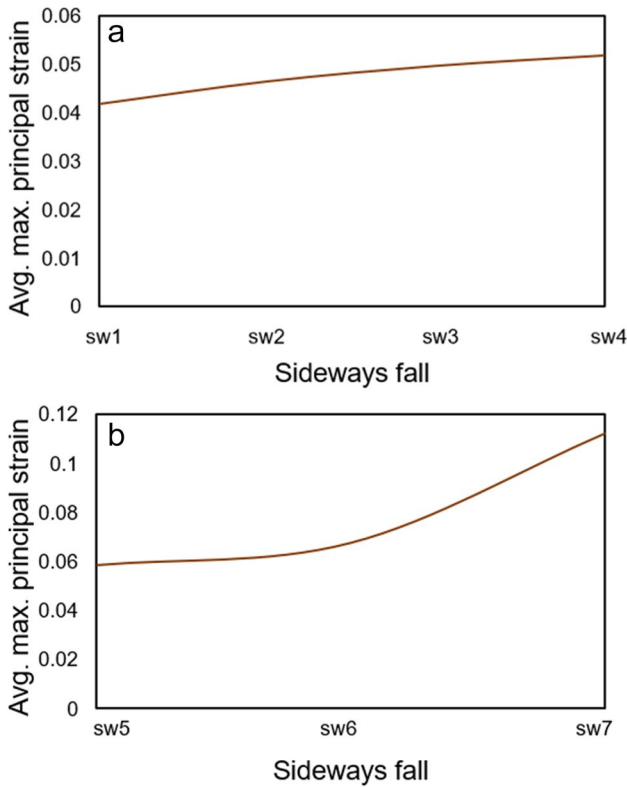 a
Avg. max. principal strain
0.06
0.05
0.04
0.03
0.02
0.01
0
sw1 sw2 sw3 sw4
Sideways fall
b
Avg. max. principal strain
0.12
0.1
0.08
0.06
0.04
0.02
0
sw5 sw6 sw7
Sideways fall